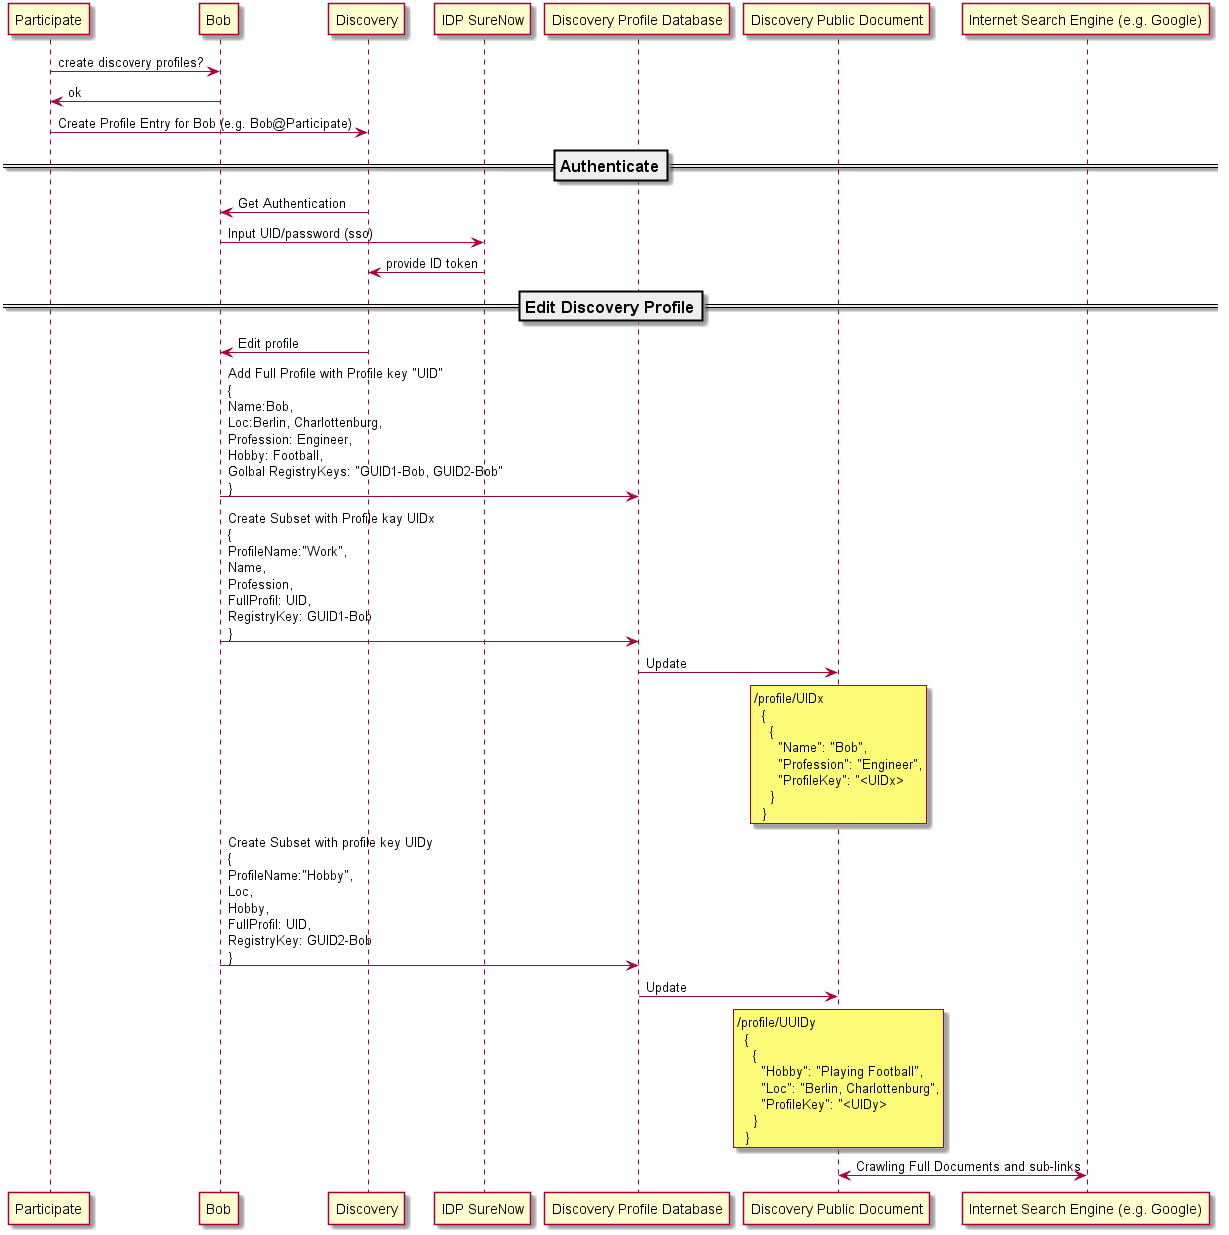 Participate
Bob
Discovery
IDP SureNow
Discovery Profile Database
Discovery Public Document
Internet Search Engine (e.g. Google)
create discovery profiles?
ok
Create Profile Entry for Bob (e.g. Bob@Participate)
Authenticate
Get Authentication
Input UID/password (sso)
provide ID token
Edit Discovery Profile
Edit profile
Add Full Profile with Profile key "UID"
{
Name:Bob,
Loc:Berlin, Charlottenburg,
Profession: Engineer,
Hobby: Football,
Golbal RegistryKeys: "GUID1-Bob, GUID2-Bob"
}
Create Subset with Profile kay UIDx
{
ProfileName:"Work",
Name,
Profession,
FullProfil: UID,
RegistryKey: GUID1-Bob
}
Update
/profile/UIDx
{
{
"Name": "Bob",
"Profession": "Engineer",
"ProfileKey": "<UIDx>
}
}
Create Subset with profile key UIDy
{
ProfileName:"Hobby",
Loc,
Hobby,
FullProfil: UID,
RegistryKey: GUID2-Bob
}
Update
/profile/UUIDy
{
{
"Hobby": "Playing Football",
"Loc": "Berlin, Charlottenburg",
"ProfileKey": "<UIDy>
}
}
Crawling Full Documents and sub-links
Participate
Bob
Discovery
IDP SureNow
Discovery Profile Database
Discovery Public Document
Internet Search Engine (e.g. Google)